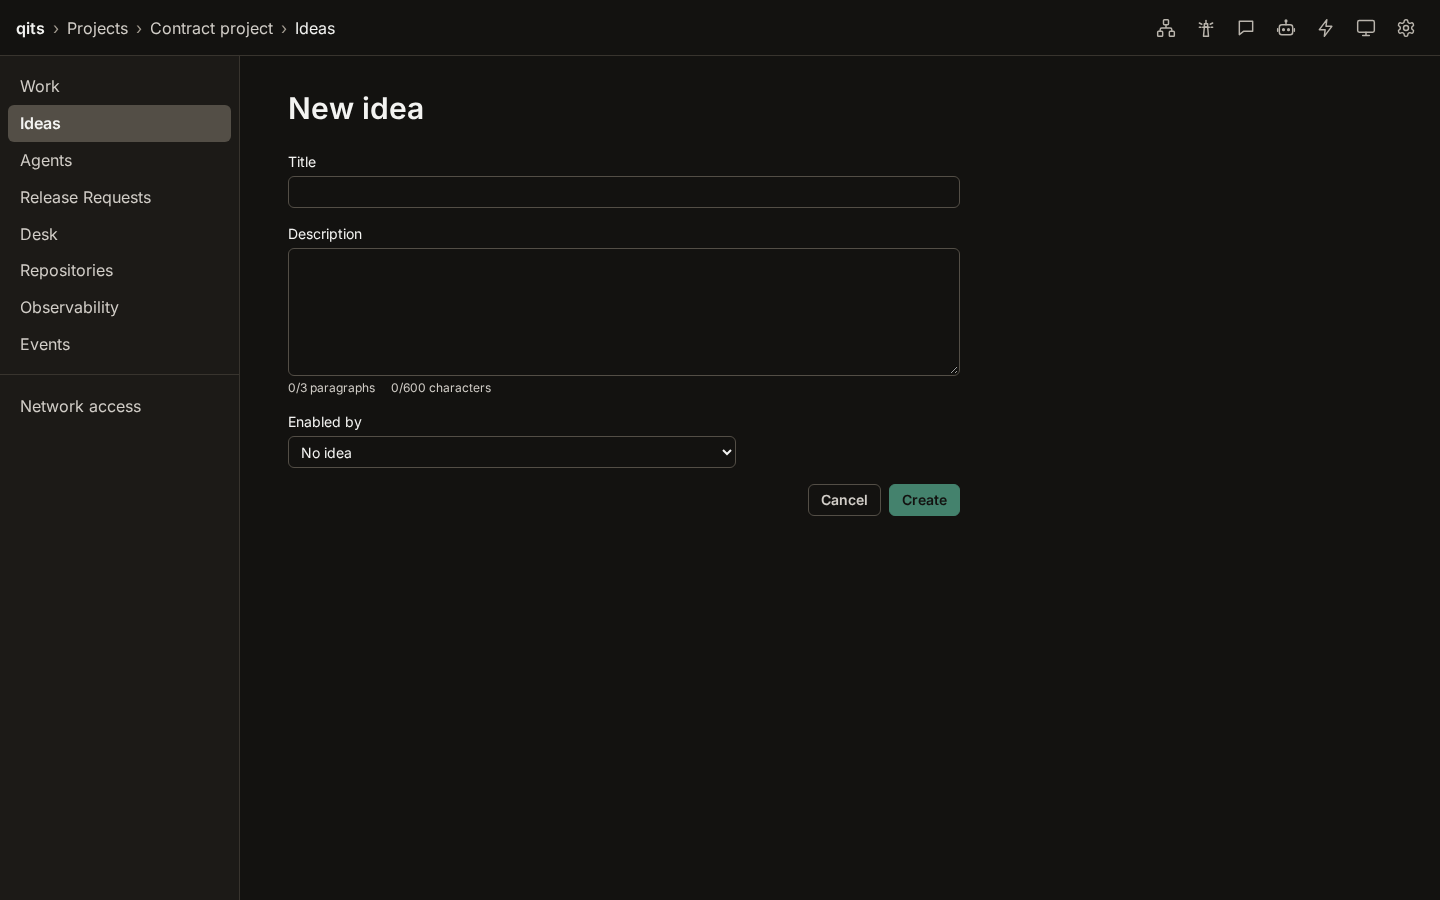 qits › Projects › Contract project › Ideas
Work
Ideas
Agents
Release Requests
Desk
Repositories
Observability
Events
Network access
New idea
Title
Description
0/3 paragraphs 0/600 characters
Enabled by
No idea
Cancel Create